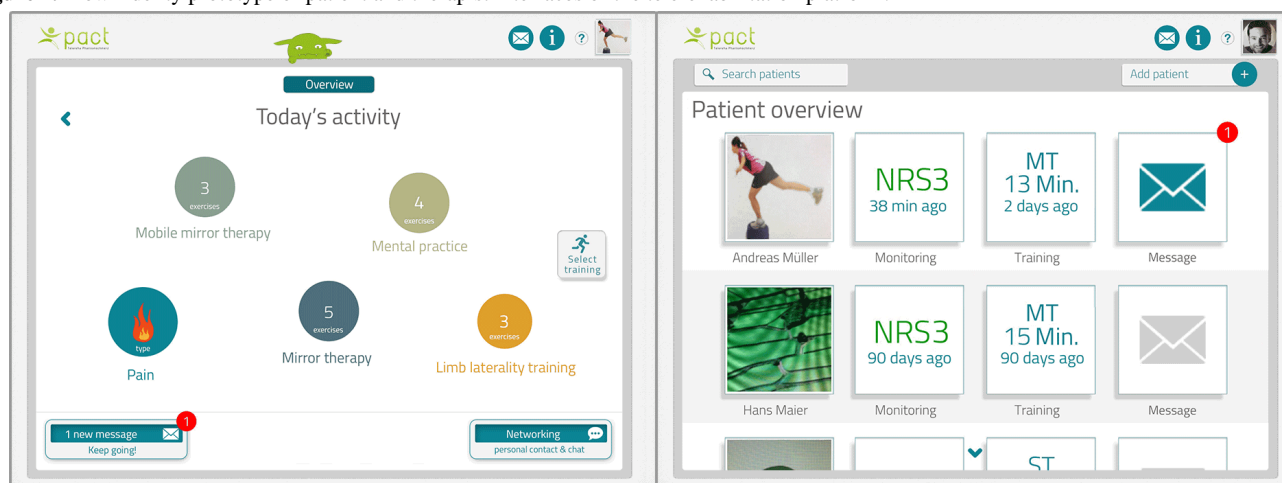 pact
?
Overview
Today's activity
3
exercises
Mobile mirror therapy
4
exercises
Mental practice
Select
training
type
Pain
5
exercises
Mirror therapy
3
exercises
Limb laterality training
1 new message
1
Keep going!
Networking
personal contact & chat
pact
i
?
Search patients
Add patient
+
Patient overview
NRS3
38 min ago
MT
13 Min.
2 days ago
1
Andreas Müller
Monitoring
Training
Message
NRS3
90 days ago
MT
15 Min.
90 days ago
Hans Maier
Monitoring
Training
Message
ST